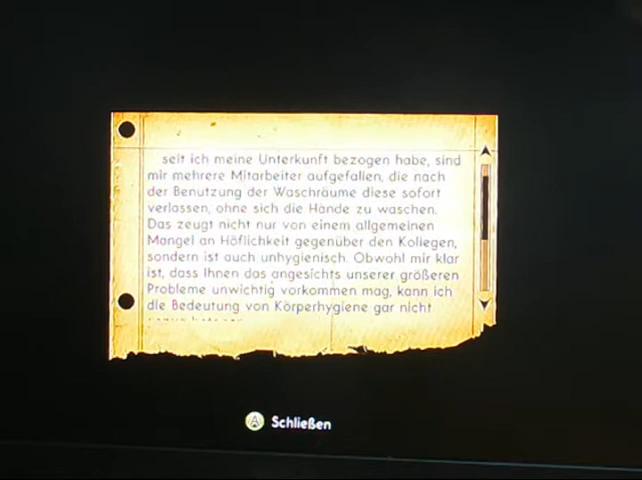 seit ich meine Unterkunft bezogen habe, sind
mir mehrere Mitarbeiter aufgefallen, die nach
der Benutzung der Waschräume diese sofort
verlassen, ohne sich die Hände zu waschen.
Das zeugt nicht nur von einem allgemeinen
Mangel an Höflichkeit gegenüber den Kollegen,
sondern ist auch unhygienisch. Obwohl mir klar
ist, dass Ihnen das angesichts unserer größeren
Probleme unwichtig vorkommen mag, kann ich
die Bedeutung von Körperhygiene gar nicht
A Schließen